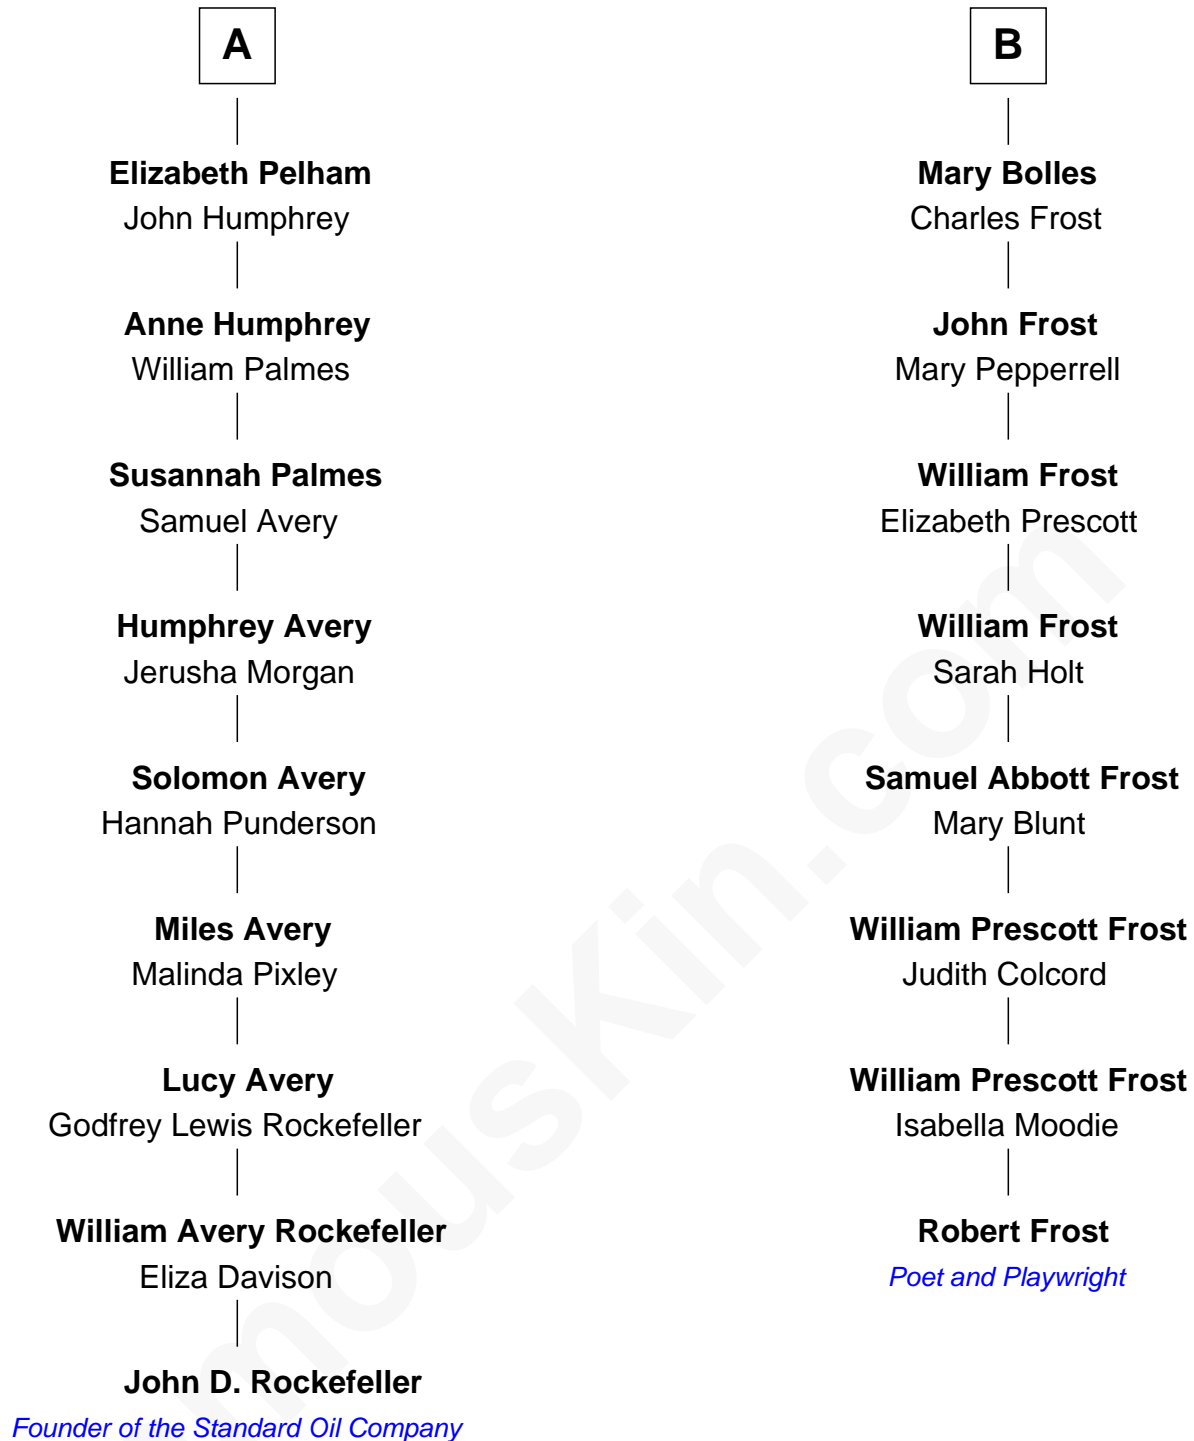 A
Elizabeth Pelham
John Humphrey
Anne Humphrey
William Palmes
Susannah Palmes
Samuel Avery
Humphrey Avery
Jerusha Morgan
Solomon Avery
Hannah Punderson
Miles Avery
Malinda Pixley
Lucy Avery
Godfrey Lewis Rockefeller
William Avery Rockefeller
Eliza Davison
John D. Rockefeller
Founder of the Standard Oil Company
B
Mary Bolles
Charles Frost
John Frost
Mary Pepperrell
William Frost
Elizabeth Prescott
William Frost
Sarah Holt
Samuel Abbott Frost
Mary Blunt
William Prescott Frost
Judith Colcord
William Prescott Frost
Isabella Moodie
Robert Frost
Poet and Playwright
mousKin.com